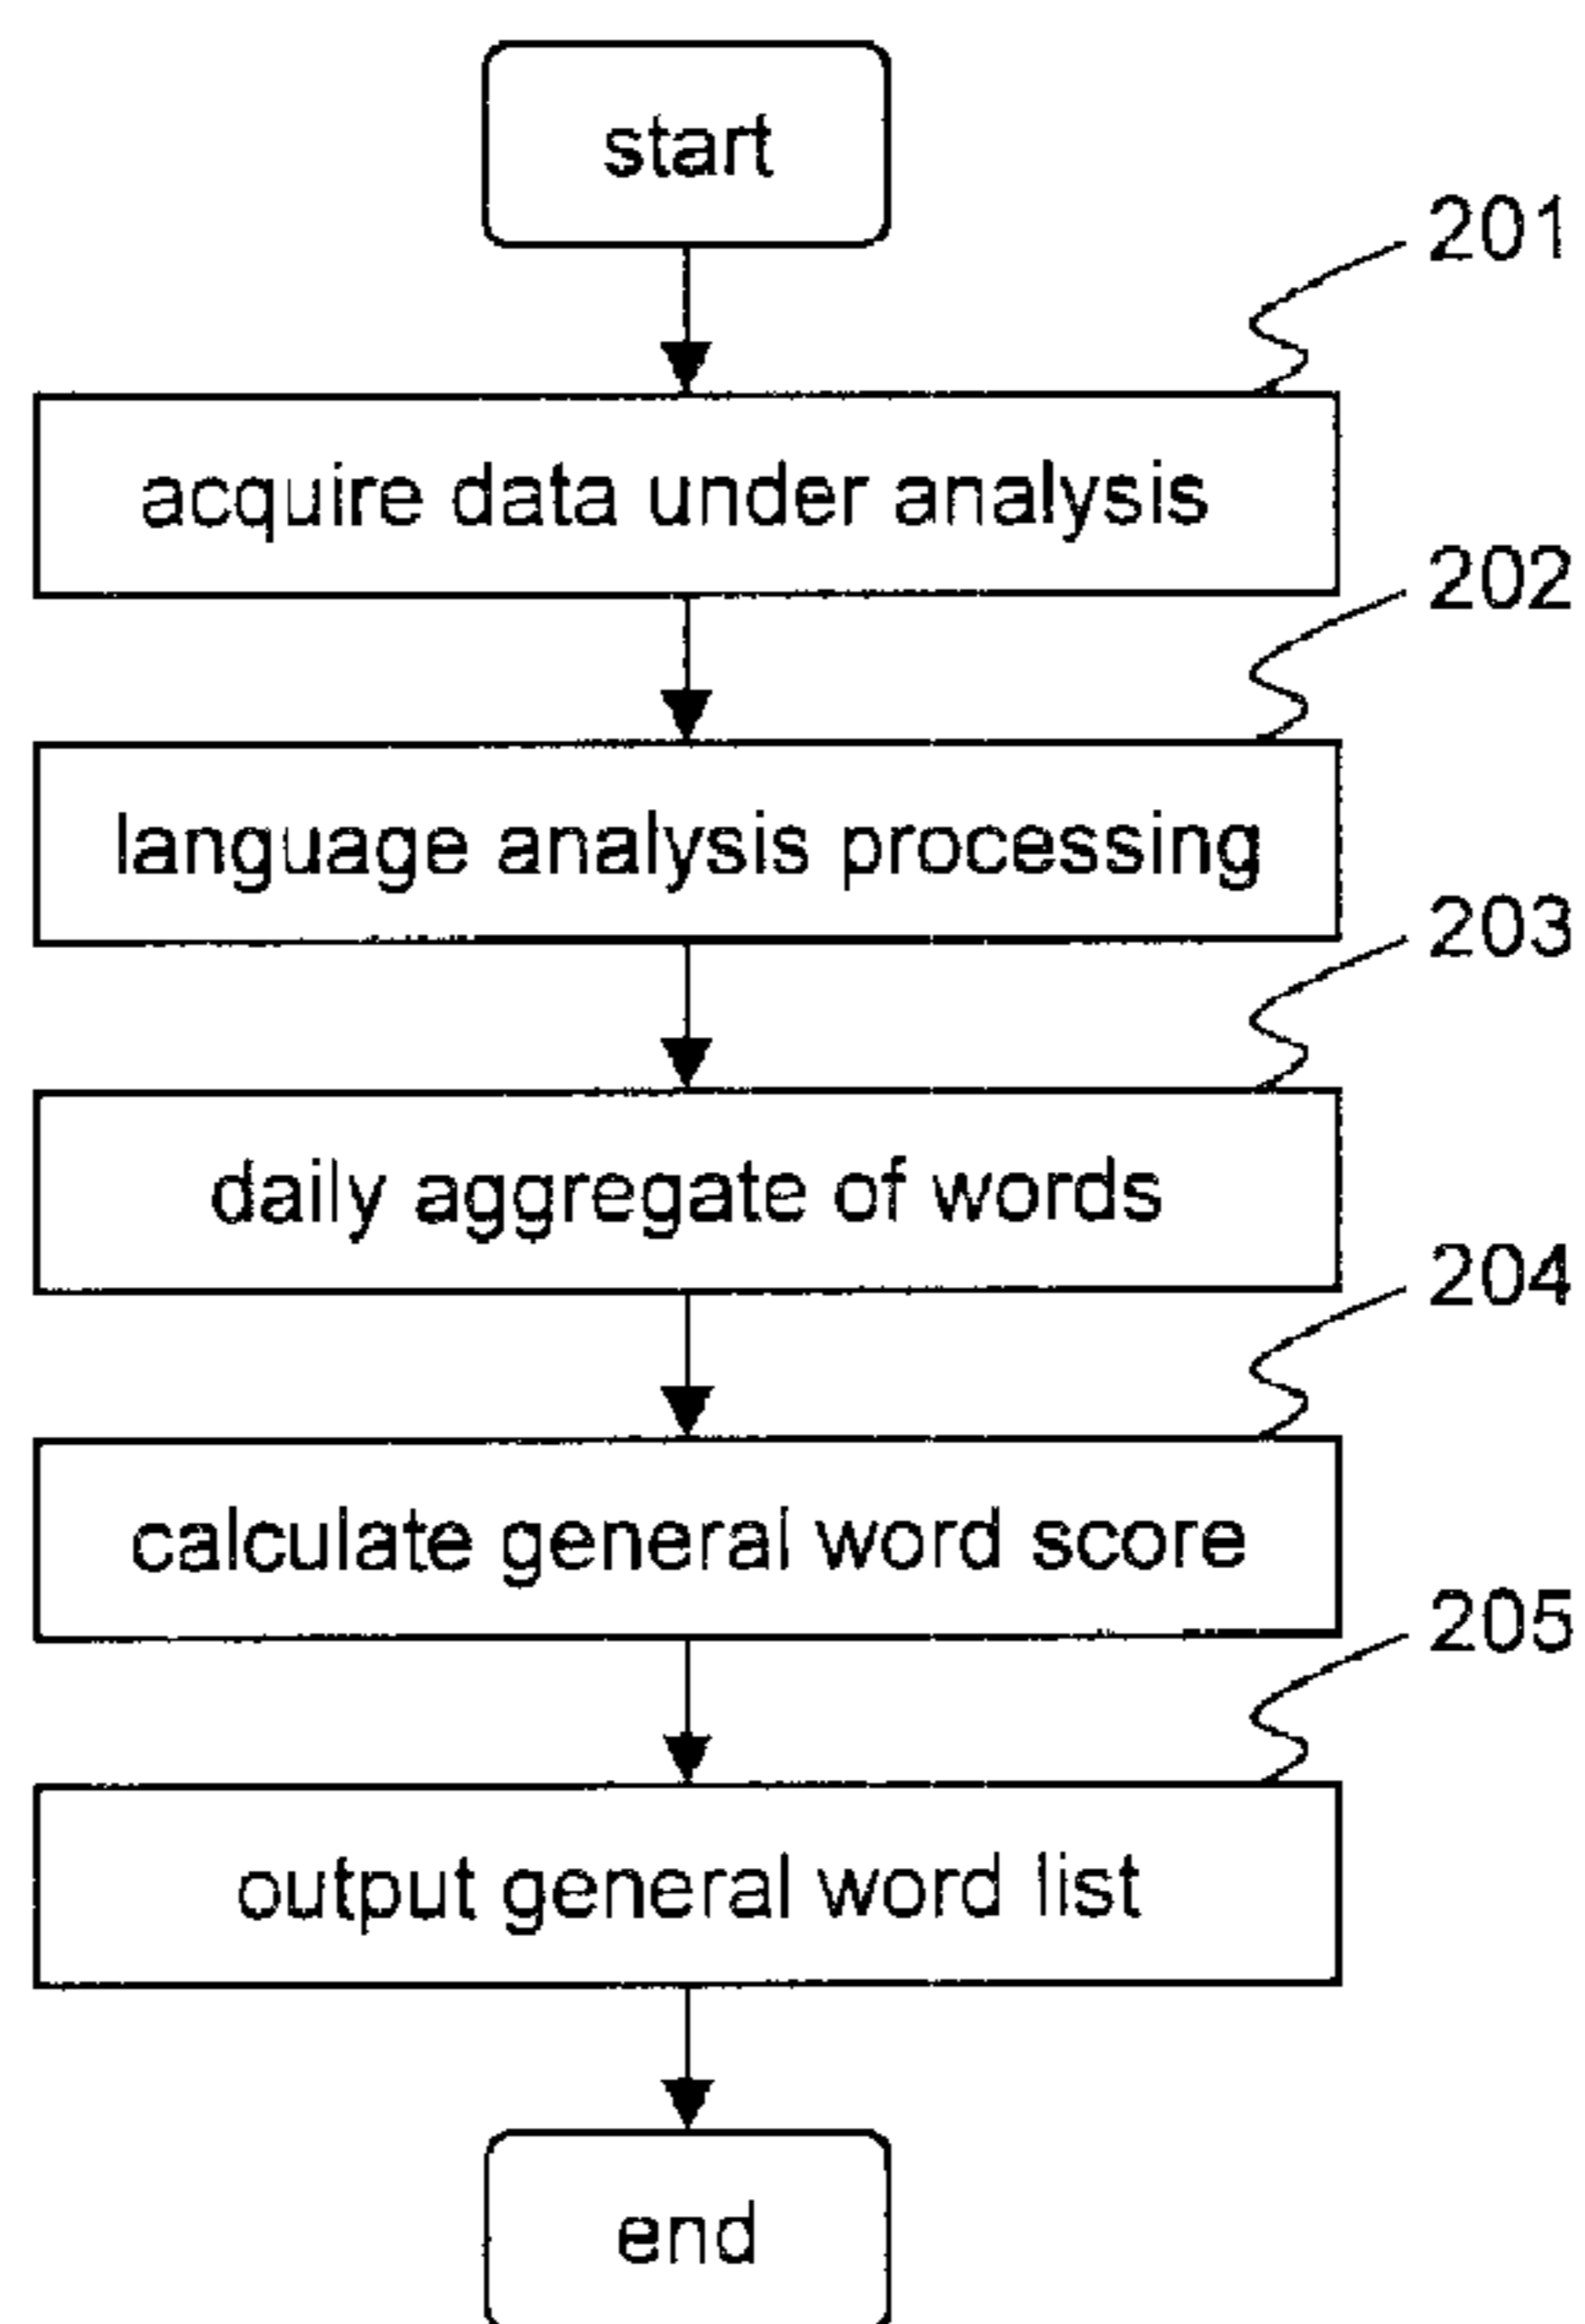 start
201
acquire data under analysis
202
language analysis processing
203
daily aggregate of words
204
calculate general word score
205
output general word list
end